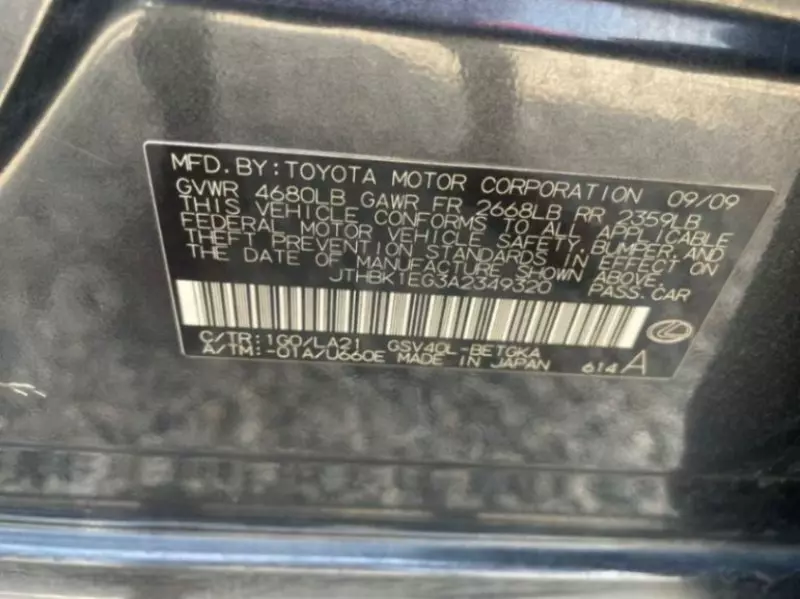 MFD. BY: TOYOTA MOTOR CORPORATION 09/09
GVWR 4680LB GAWR FR 2668LB RR 2359LB
THIS VEHICLE CONFORMS TO ALL APPLICABLE
FEDERAL MOTOR VEHICLE SAFETY, BUMPER, AND
THEFT PREVENTION STANDARDS IN EFFECT ON
THE DATE OF MANUFACTURE SHOWN ABOVE.
JTHBK1EG3A2349320 PASS. CAR
C/TR: 1G0/LA21 GSV40L-BETGKA
A/TM: -01A/U660E MADE IN JAPAN 614 A